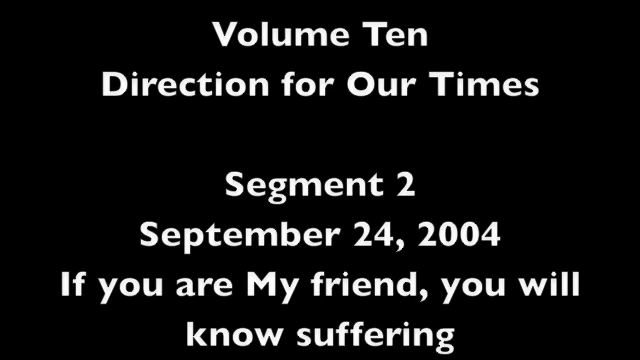 Volume Ten
Direction for Our Times
Segment 2
September 24, 2004
If you are My friend, you will
know suffering